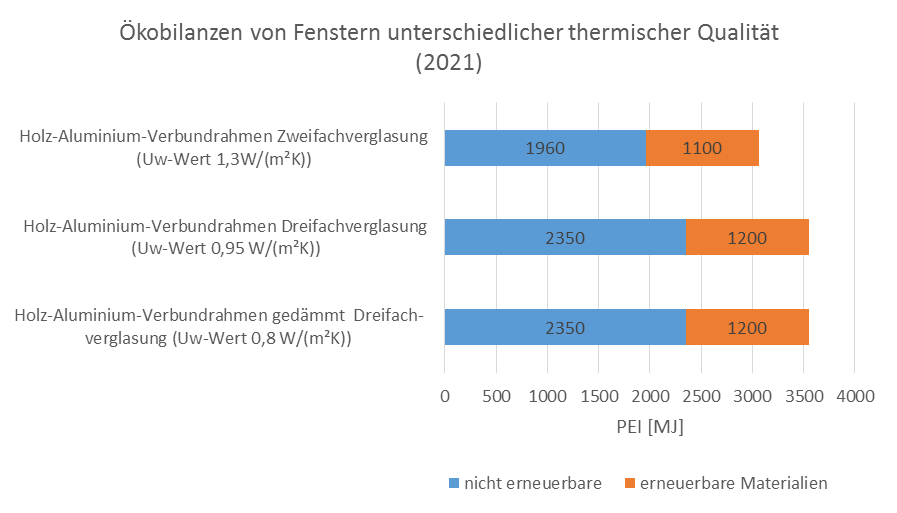 Ökobilanzen von Fenstern unterschiedlicher thermischer Qualität
(2021)
Holz-Aluminium-Verbundrahmen Zweifachverglasung
(Uw-Wert 1,3W/(m²K))
1960 1100
Holz-Aluminium-Verbundrahmen Dreifachverglasung
(Uw-Wert 0,95 W/(m²K))
2350 1200
Holz-Aluminium-Verbundrahmen gedämmt Dreifach-
verglasung (Uw-Wert 0,8 W/(m²K))
2350 1200
0 500 1000 1500 2000 2500 3000 3500 4000
PEI [MJ]
nicht erneuerbare erneuerbare Materialien